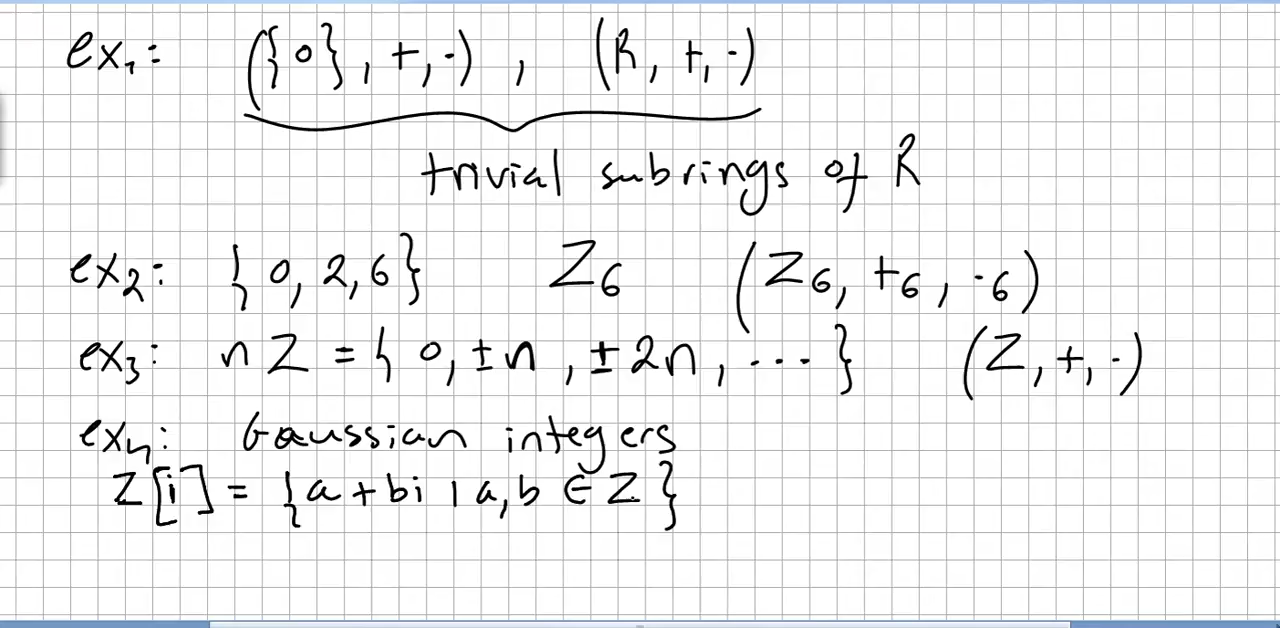 ex₁: ({0}, +, ·) , (R, +, ·)
trivial subrings of R
ex₂: {0, 2, 6} Z₆ (Z₆, +₆, ·₆)
ex₃: nZ = {0, ±n, ±2n, ...} (Z, +, ·)
ex₄: Gaussian integers
Z[i] = {a + bi | a, b ∈ Z}